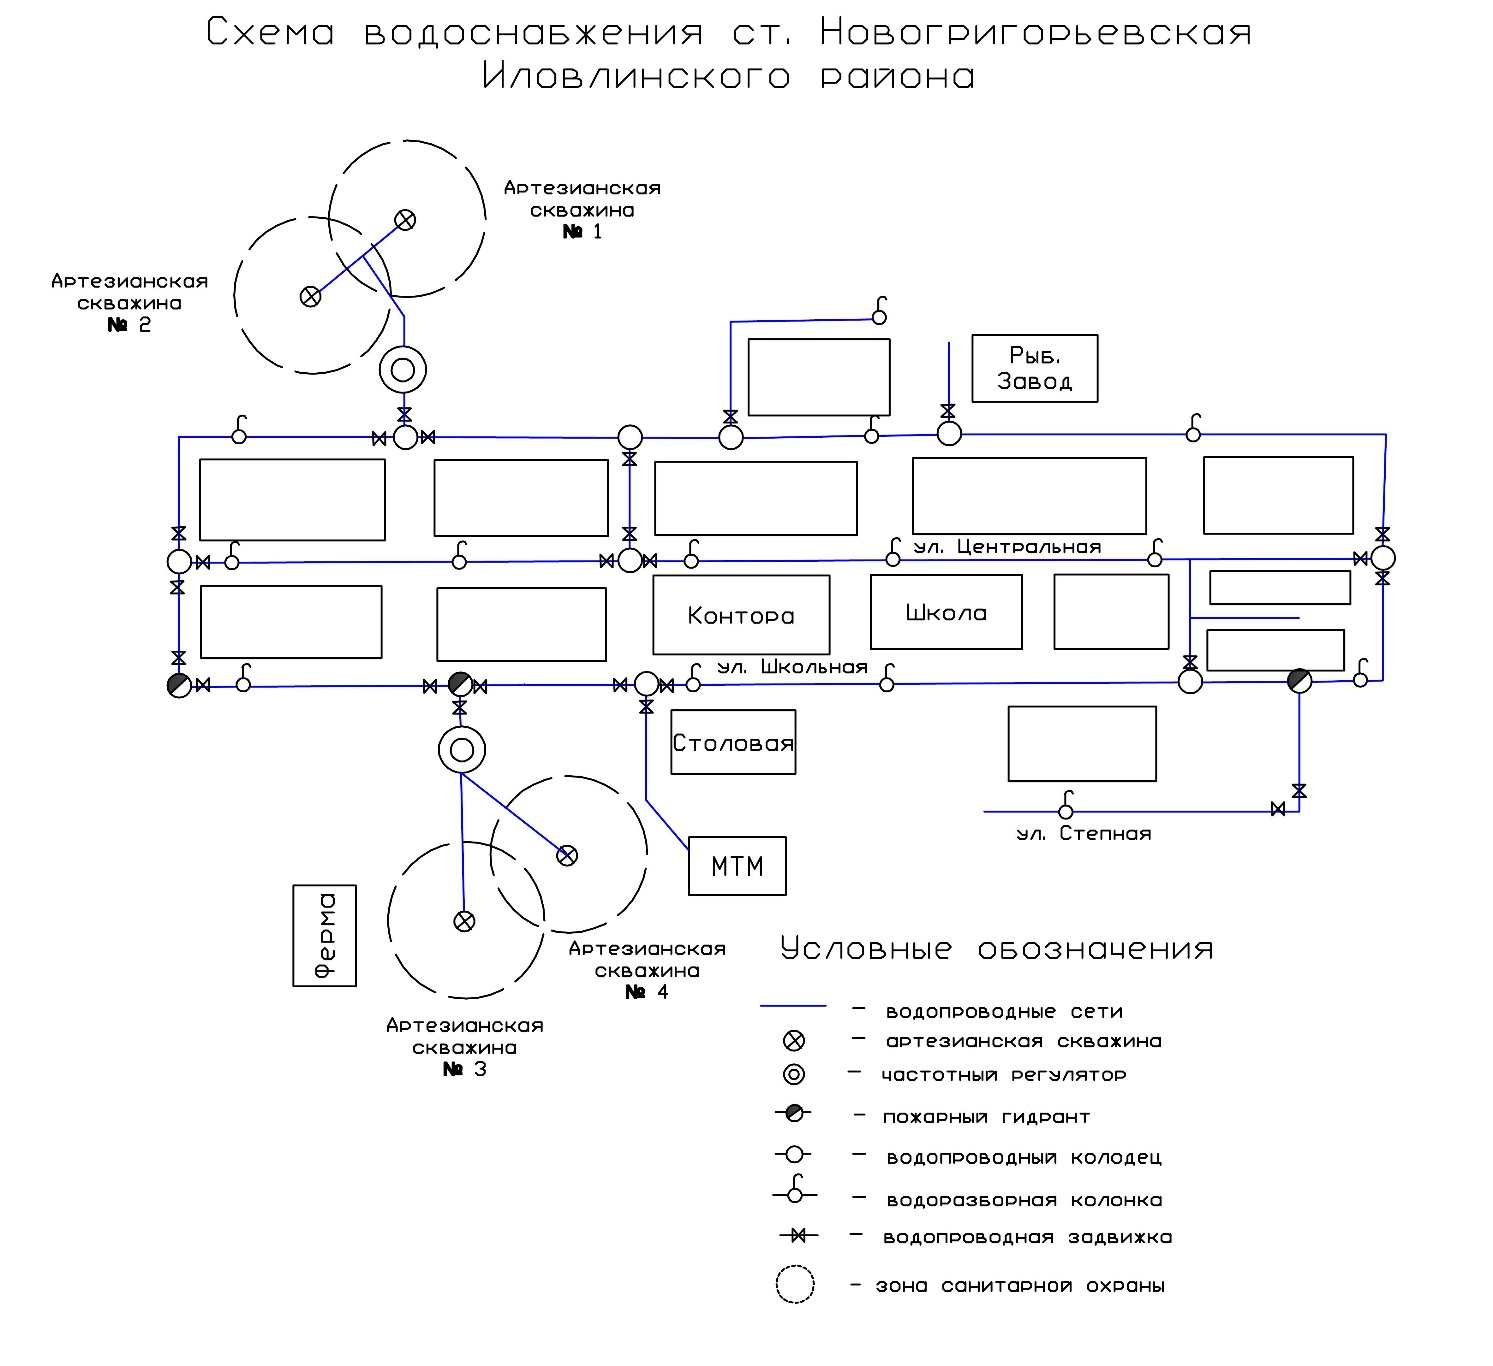 Схема водоснабжения ст. Новогригорьевская
Иловлинского района
Артезианская
скважина
№ 1
Артезианская
скважина
№ 2
Рыб.
Завод
ул. Центральная
Контора
Школа
ул. Школьная
Столовая
ул. Степная
МТМ
Ферма
Артезианская
скважина
№ 4
Артезианская
скважина
№ 3
Условные обозначения
– водопроводные сети
– артезианская скважина
– частотный регулятор
– пожарный гидрант
– водопроводный колодец
– водоразборная колонка
– водопроводная задвижка
– зона санитарной охраны